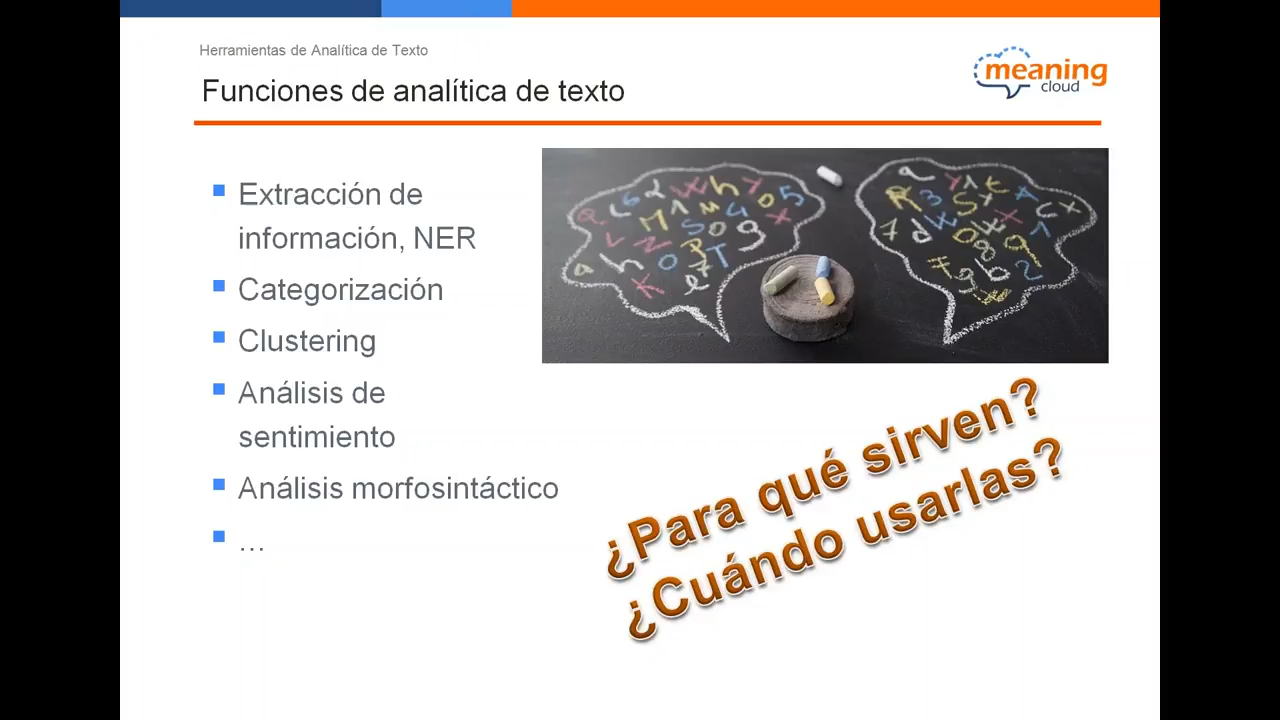 Herramientas de Analítica de Texto
Funciones de analítica de texto
meaning
cloud
Extracción de
información, NER
Categorización
Clustering
Análisis de
sentimiento
Análisis morfosintáctico
...
¿Para qué sirven?
¿Cuándo usarlas?